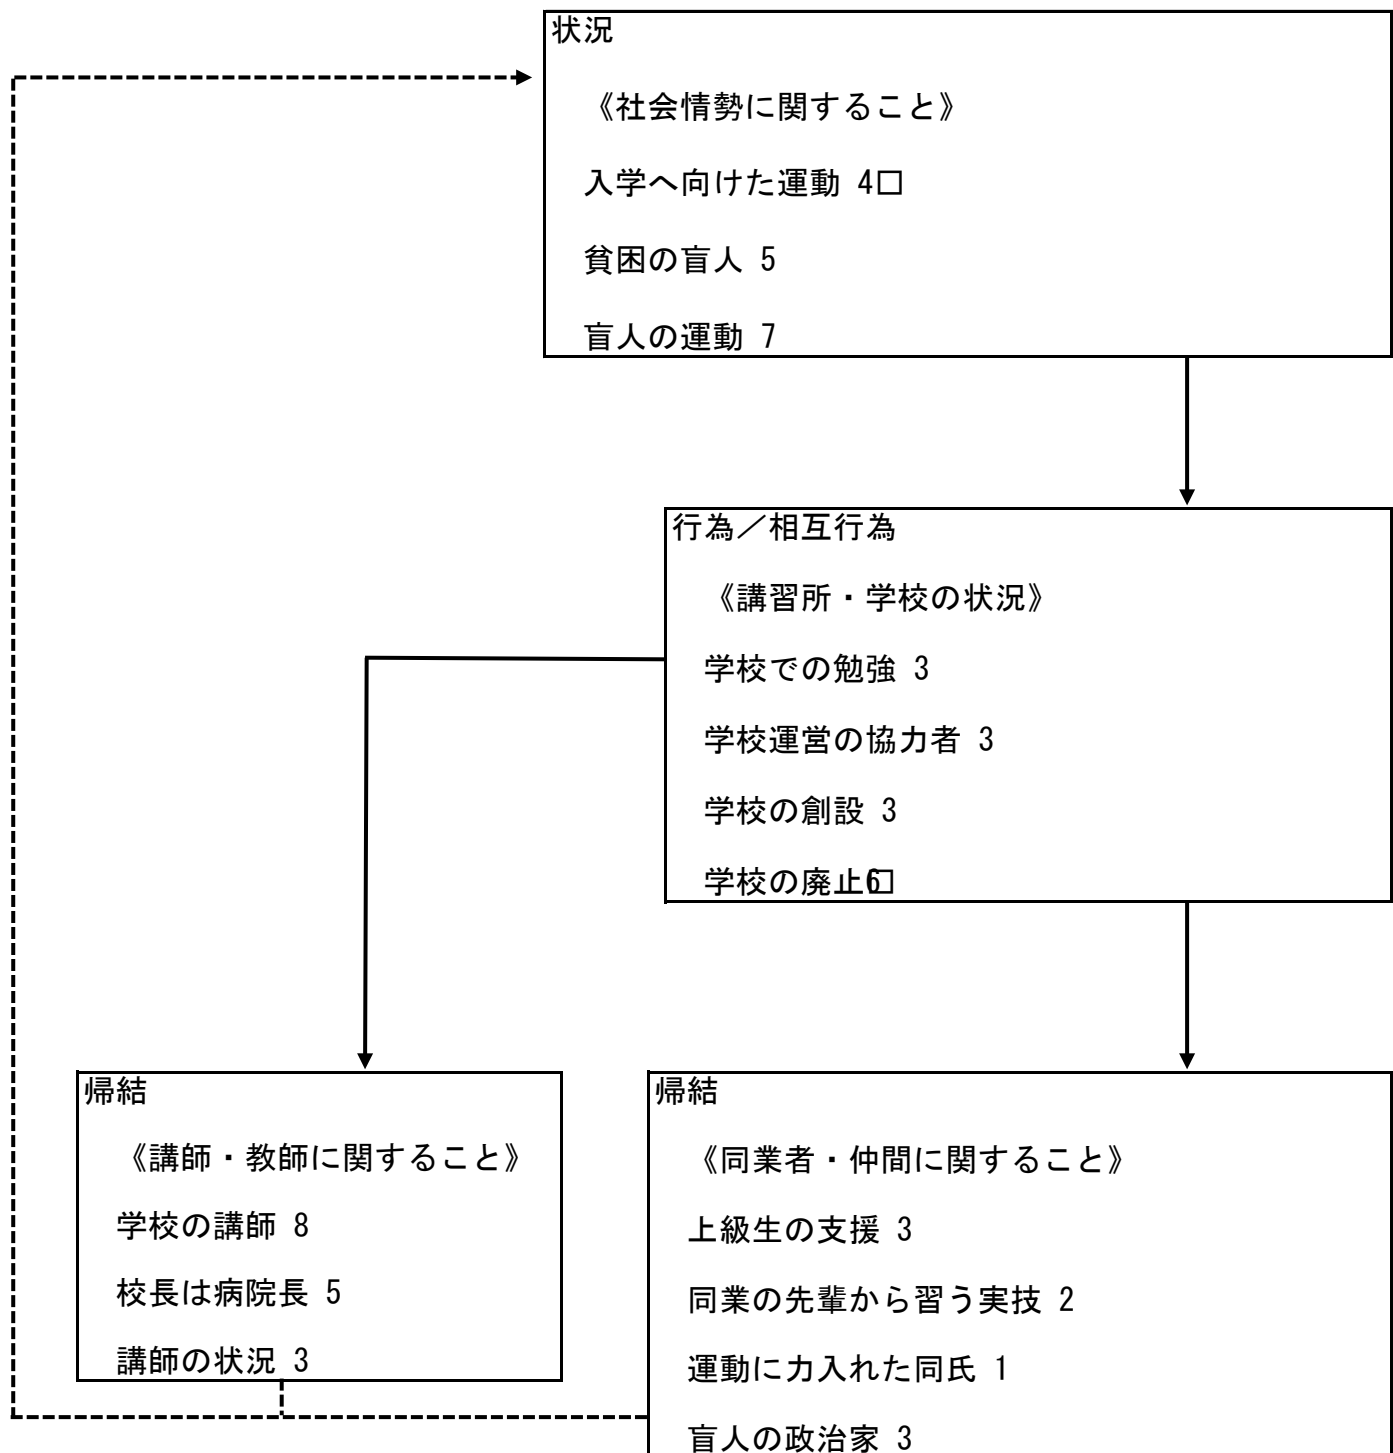 状況
《社会情勢に関すること》
入学へ向けた運動 4□
貧困の盲人 5
盲人の運動 7
行為／相互行為
《講習所・学校の状況》
学校での勉強 3
学校運営の協力者 3
学校の創設 3
学校の廃止6□
帰結
《講師・教師に関すること》
学校の講師 8
校長は病院長 5
講師の状況 3
帰結
《同業者・仲間に関すること》
上級生の支援 3
同業の先輩から習う実技 2
運動に力入れた同氏 1
盲人の政治家 3